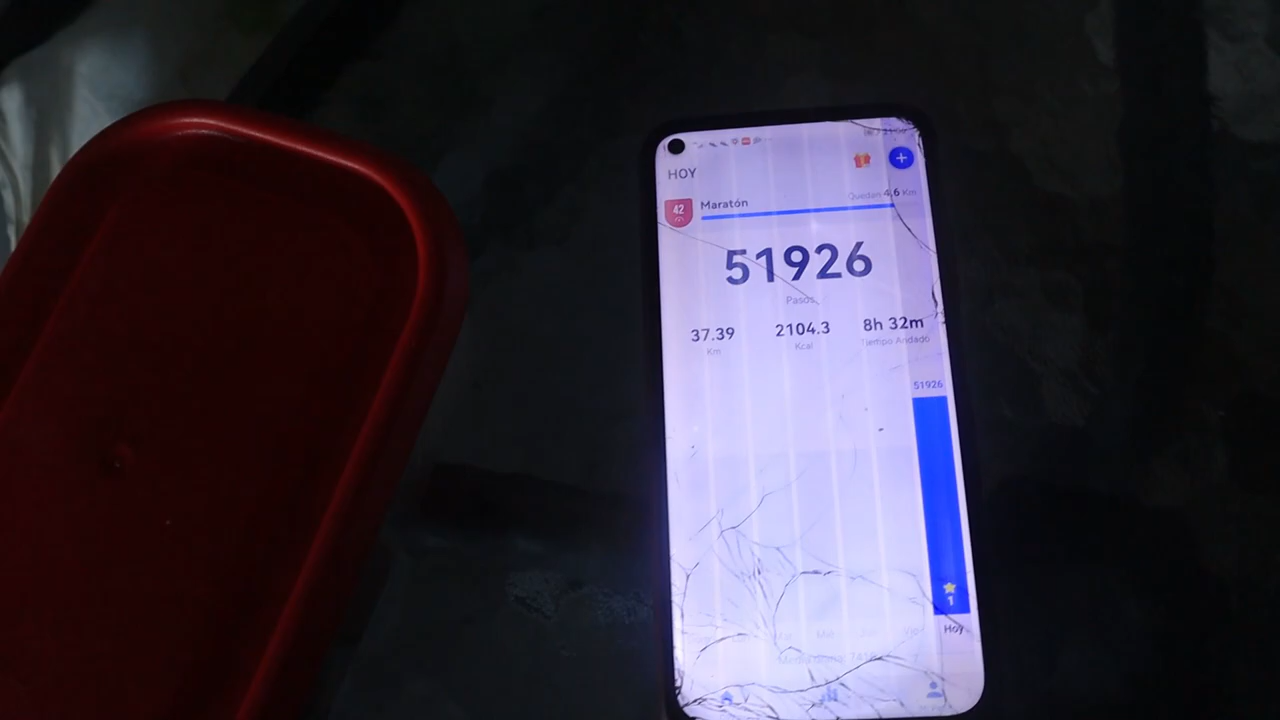 HOY
42
Maratón
Quedan 4.6 Km
51926
Pasos
37.39
Km
2104.3
Kcal
8h 32m
Tiempo Andado
51926
1
Hoy